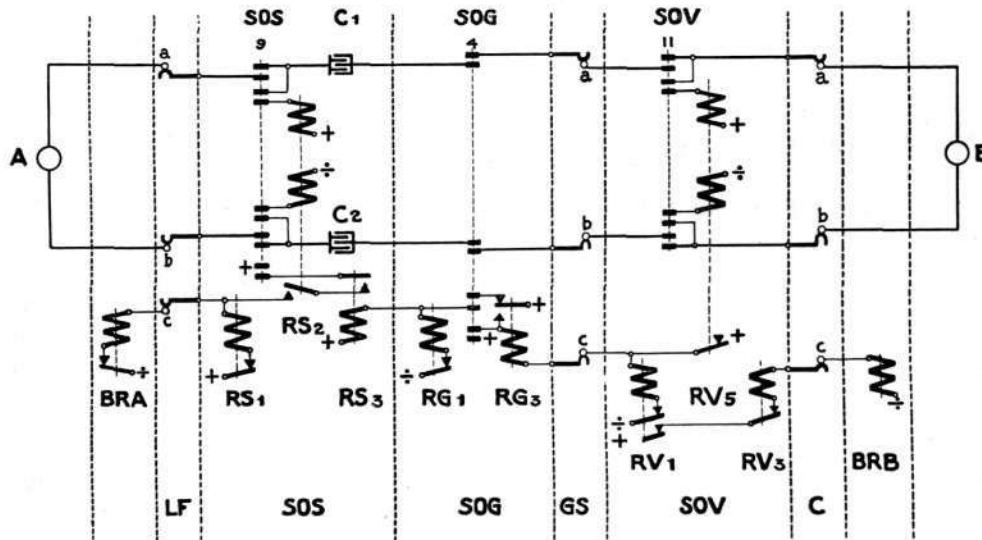 SOS C1 SOG SOV
9 4 11
a a a
+ +
A B
÷ ÷
C2
b b b
+
c + c c
RS2 + + +
÷ + ÷ ÷ + ÷
BRA RS1 RS3 RG1 RG3 RV1 RV5 RV3 BRB
LF SOS SOG GS SOV C